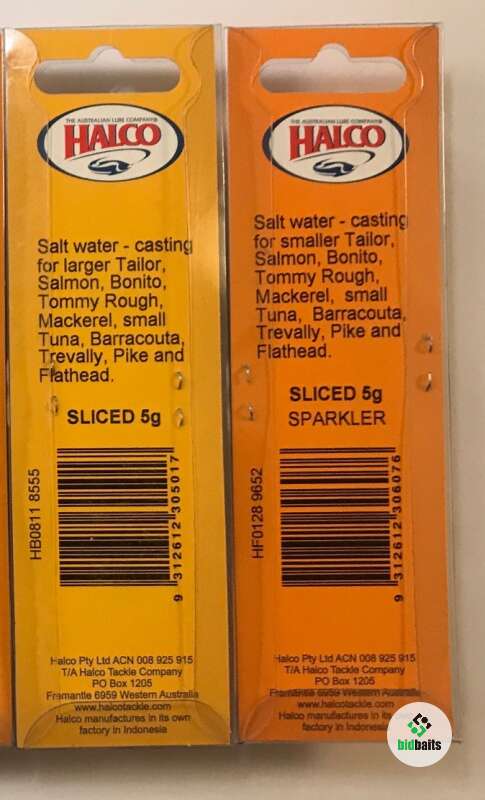 THE AUSTRALIAN LURE COMPANY®
HALCO
Salt water - casting
for larger Tailor,
Salmon, Bonito,
Tommy Rough,
Mackerel, small
Tuna, Barracouta,
Trevally, Pike and
Flathead.
SLICED 5g
HB0811 8555
9 312612 305017
Halco Pty Ltd ACN 008 925 915
T/A Halco Tackle Company
PO Box 1205
Fremantle 6959 Western Australia
www.halcotackle.com
Halco manufactures in its own
factory in Indonesia
THE AUSTRALIAN LURE COMPANY®
HALCO
Salt water - casting
for smaller Tailor,
Salmon, Bonito,
Tommy Rough,
Mackerel, small
Tuna, Barracouta,
Trevally, Pike and
Flathead.
SLICED 5g
SPARKLER
HF0128 9652
9 312612 306076
Halco Pty Ltd ACN 008 925 915
T/A Halco Tackle Company
PO Box 1205
Fremantle 6959 Western Australia
www.halcotackle.com
Halco manufactures in its
factory in Indonesia
bidbaits